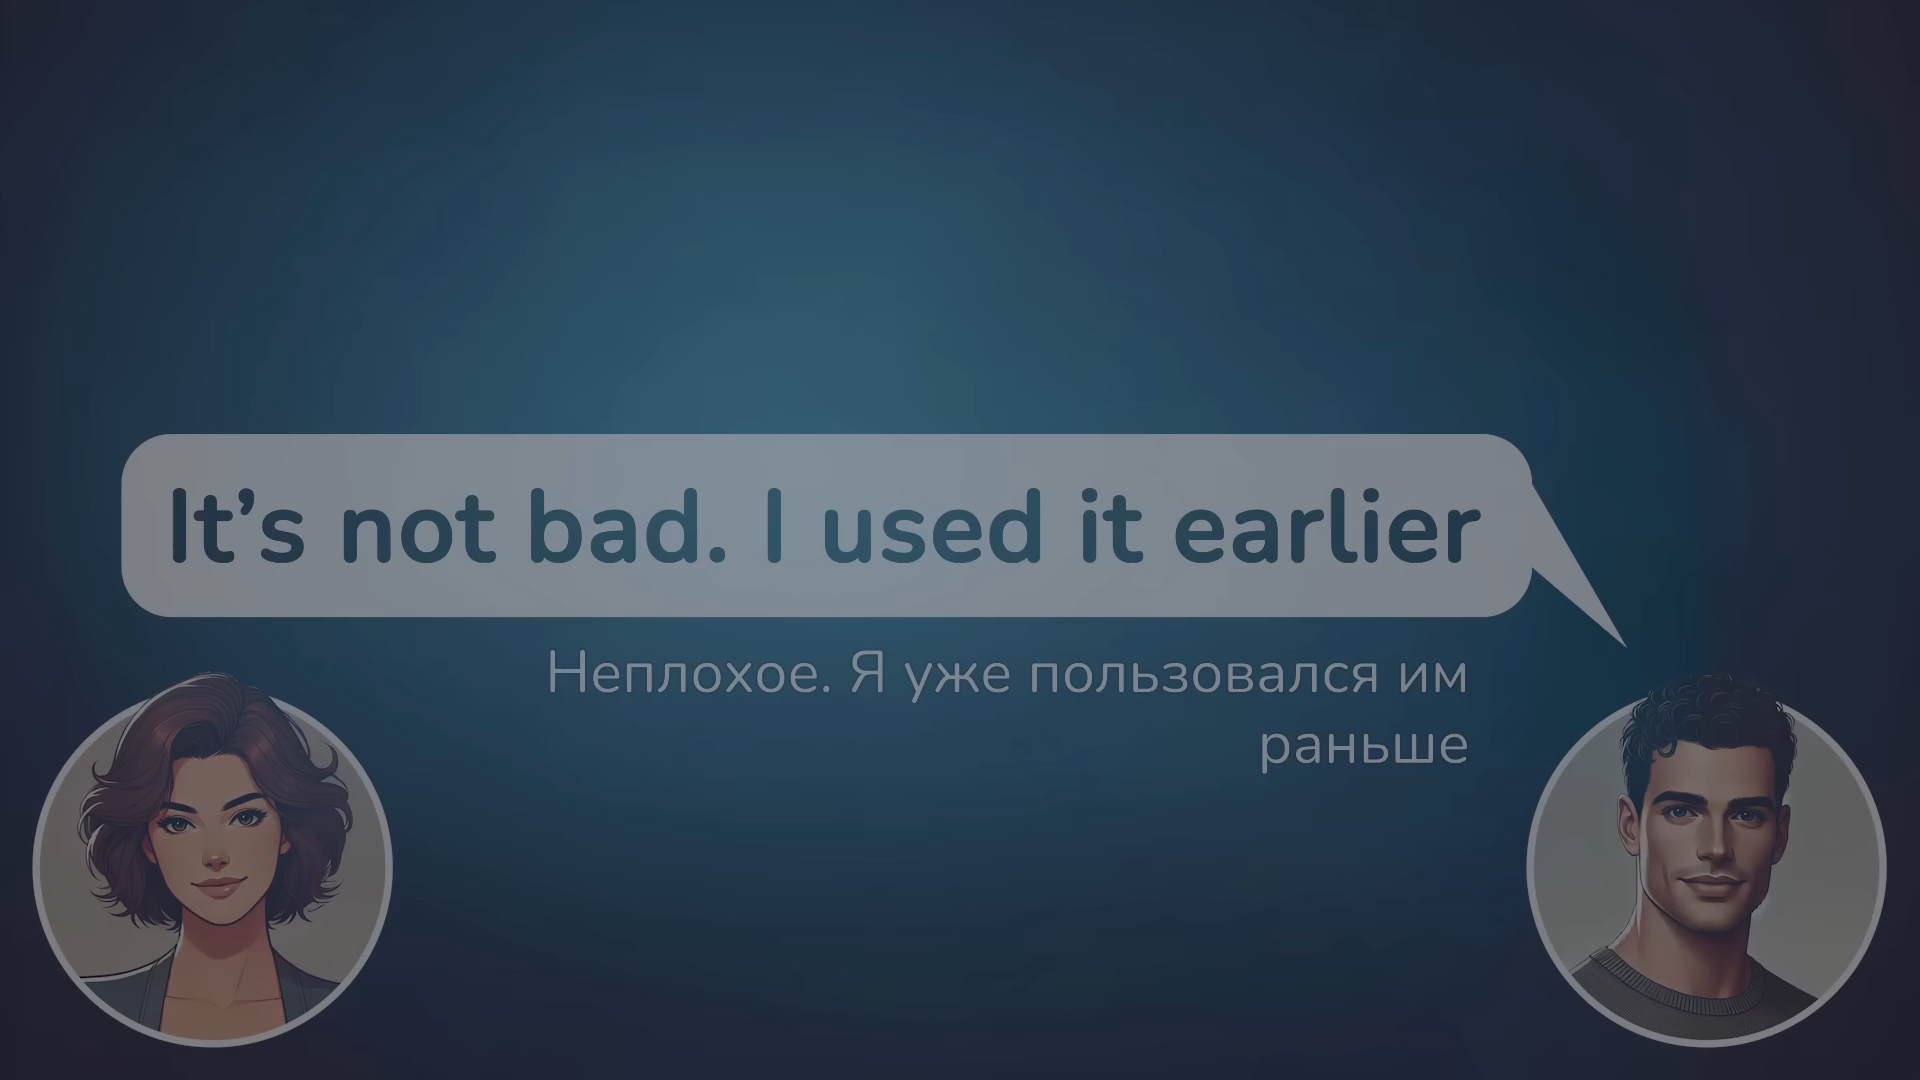 It’s not bad. I used it earlier
Неплохое. Я уже пользовался им
раньше